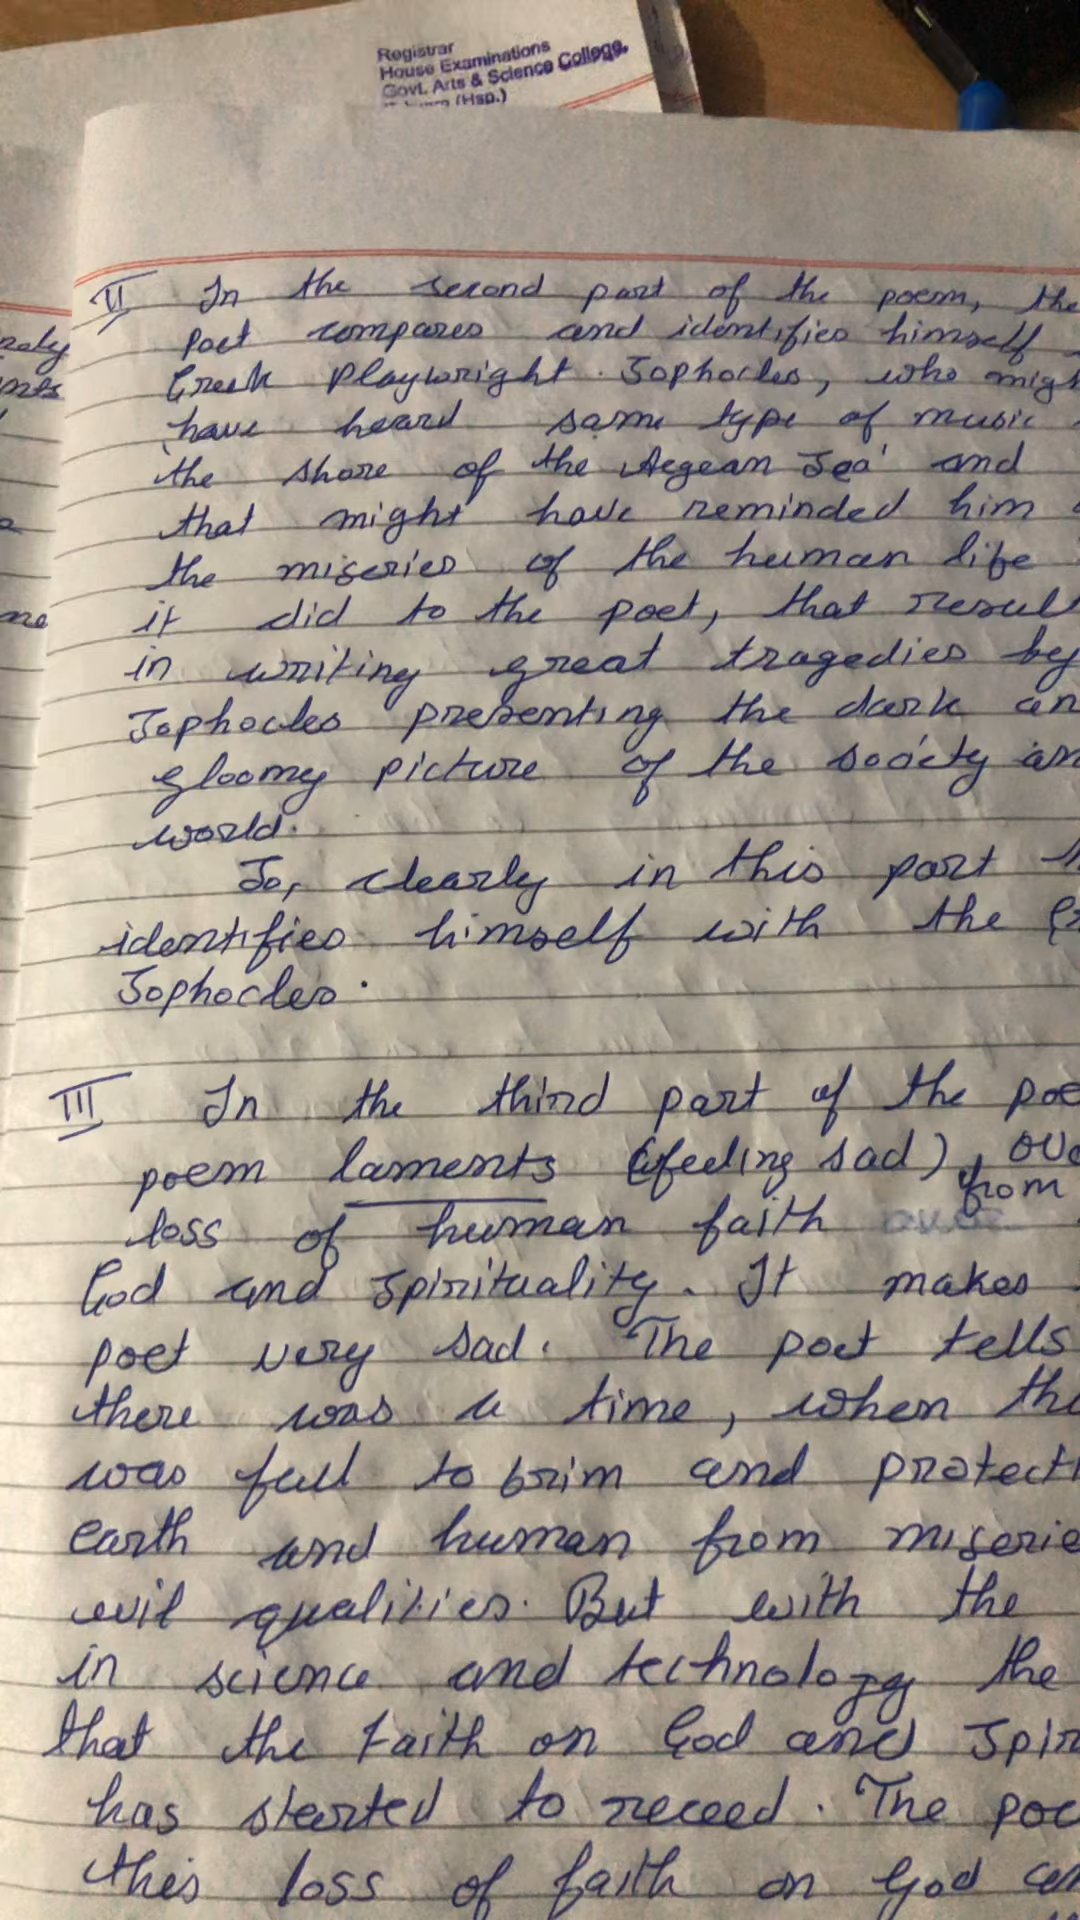 Registrar
House Examinations
Govt. Arts & Science College,
(Hsp.)
II In the second part of the poem, the
poet compares and identifies himself
Greek Playwright Sophocles, who migh
have heard same type of music
the shore of the 'Aegean Sea' and
that might have reminded him
the miseries of the human life
it did to the poet, that resul
in writing great tragedies by
Sophocles presenting the dark an
gloomy picture of the society an
world.
So, clearly in this part
identifies himself with the
Sophocles.
III In the third part of the poe
poem laments (feeling sad), ove
from
loss of human faith
God and Spirituality. It makes
poet very sad. The poet tells
there was a time, when the
was full to brim and protecti
earth and human from miserie
evil qualities. But with the
in science and technology the
that the Faith on God and Spir
has started to receed. The poe
this loss of faith on God an